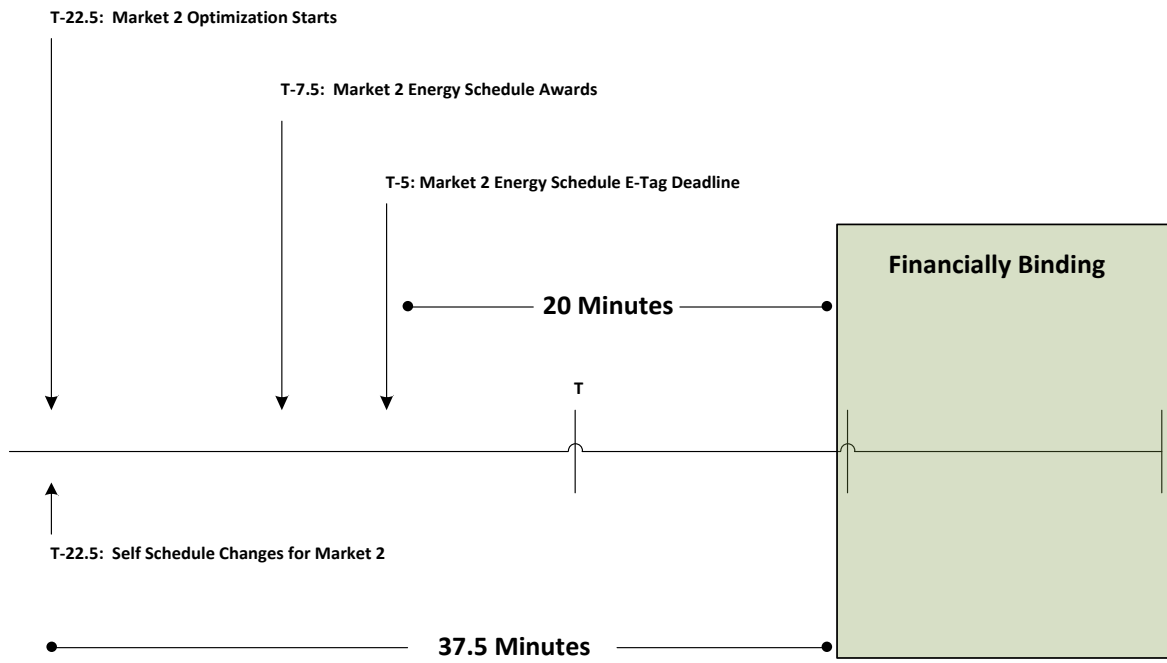 T-22.5: Market 2 Optimization Starts
T-7.5: Market 2 Energy Schedule Awards
T-5: Market 2 Energy Schedule E-Tag Deadline
Financially Binding
20 Minutes
T
T-22.5: Self Schedule Changes for Market 2
37.5 Minutes